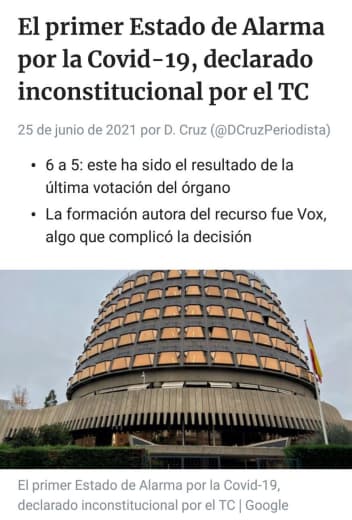 El primer Estado de Alarma
por la Covid-19, declarado
inconstitucional por el TC
25 de junio de 2021 por D. Cruz (@DCruzPeriodista)
• 6 a 5: este ha sido el resultado de la
última votación del órgano
• La formación autora del recurso fue Vox,
algo que complicó la decisión
El primer Estado de Alarma por la Covid-19,
declarado inconstitucional por el TC | Google